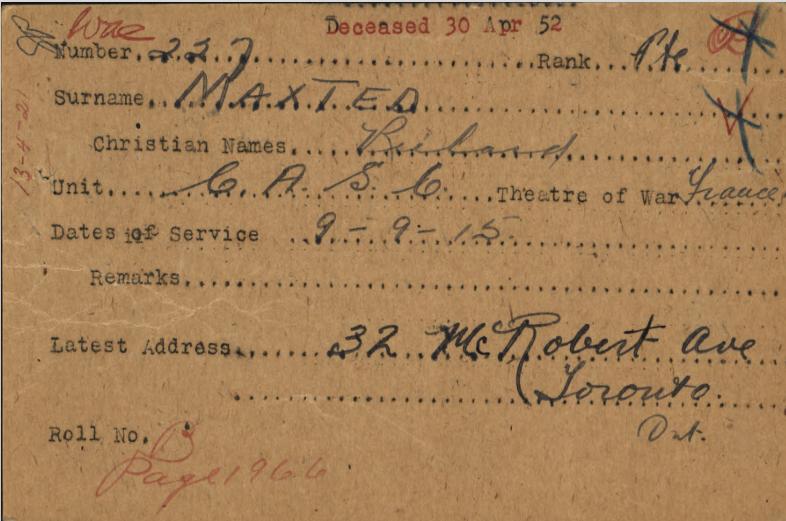 Deceased 30 Apr 52
Number 227 Rank Pte
Surname MAXTED
Christian Names Richard
Unit C. A. S. C. Theatre of War France
Dates of Service 9-9-15
Remarks
Latest Address 32 McRobert Ave
Toronto.
Ont.
Roll No. B
Page 1966
13-4-21